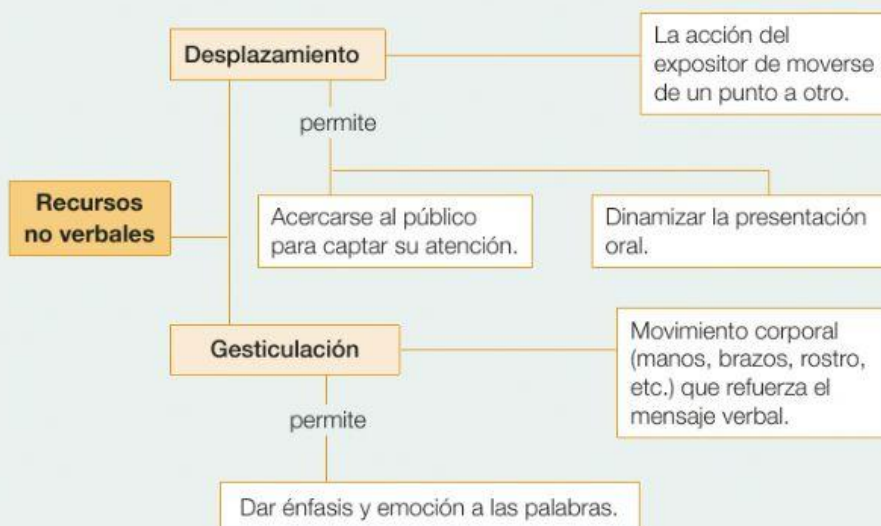 Desplazamiento
La acción del
expositor de moverse
de un punto a otro.
permite
Recursos
no verbales
Acercarse al público
para captar su atención.
Dinamizar la presentación
oral.
Gesticulación
Movimiento corporal
(manos, brazos, rostro,
etc.) que refuerza el
mensaje verbal.
permite
Dar énfasis y emoción a las palabras.